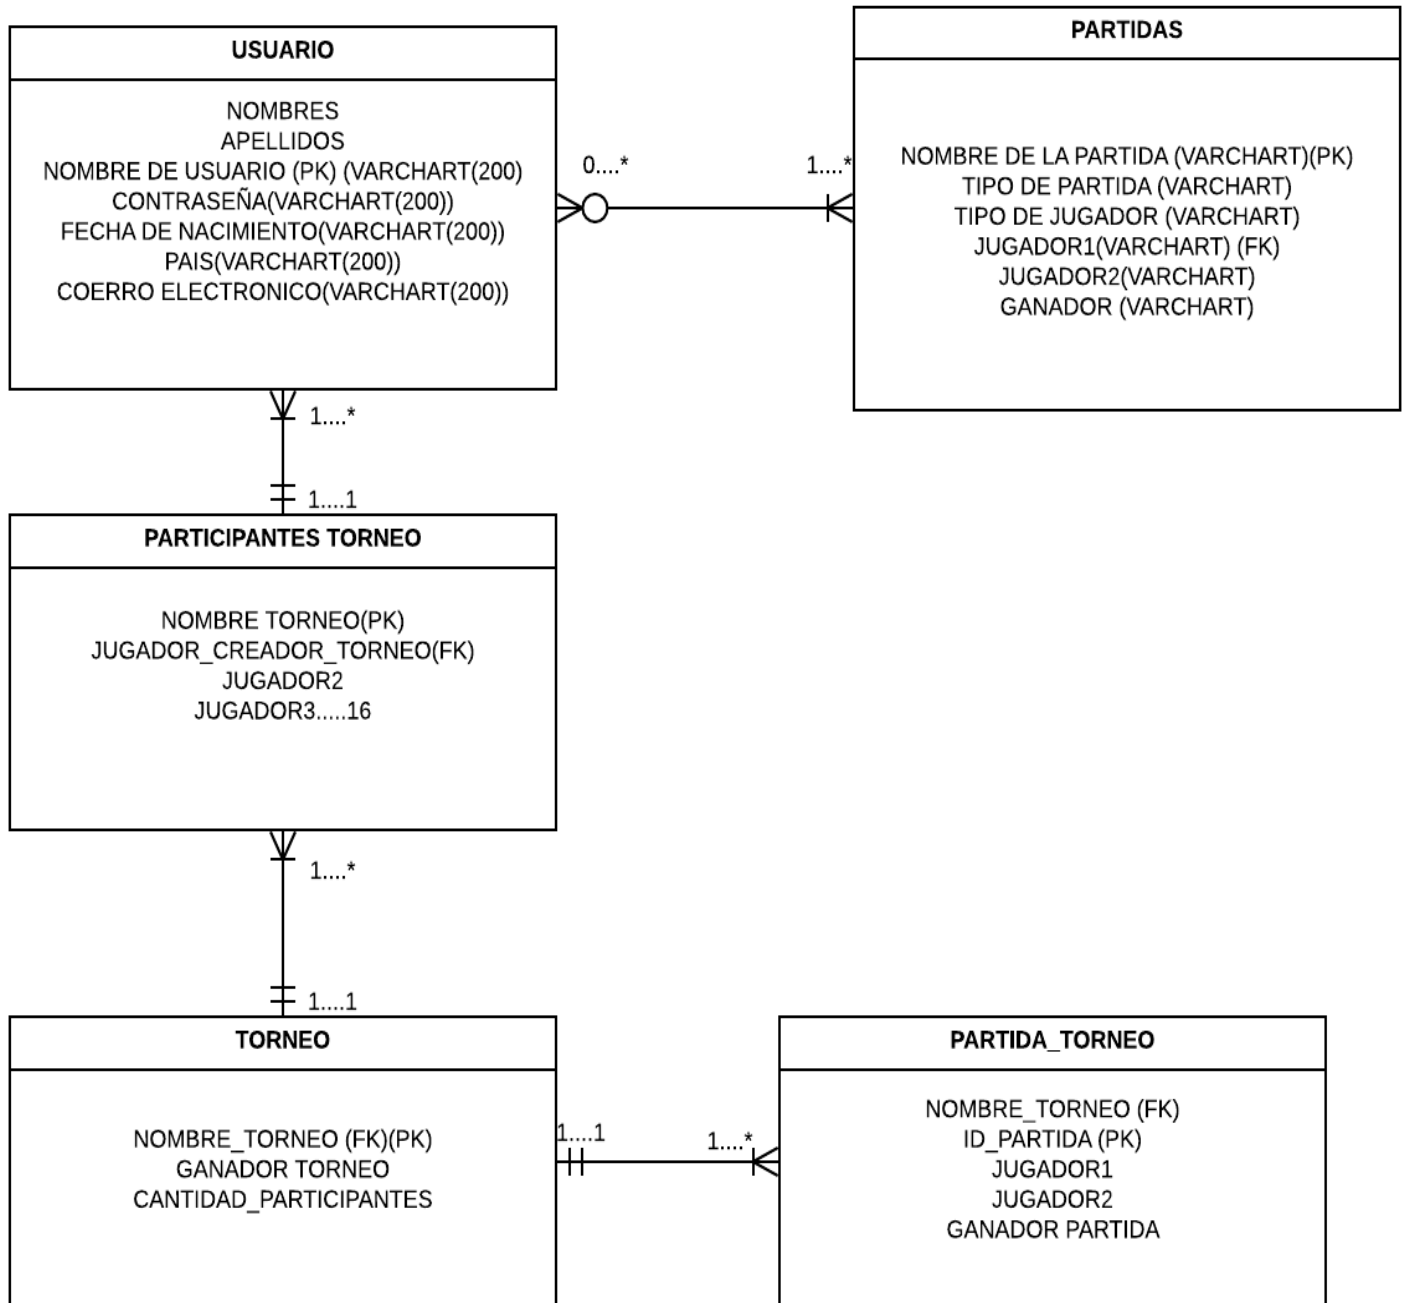 USUARIO
NOMBRES
APELLIDOS
NOMBRE DE USUARIO (PK) (VARCHART(200)
CONTRASEÑA(VARCHART(200))
FECHA DE NACIMIENTO(VARCHART(200))
PAIS(VARCHART(200))
COERRO ELECTRONICO(VARCHART(200))
0....*
1....*
PARTIDAS
NOMBRE DE LA PARTIDA (VARCHART)(PK)
TIPO DE PARTIDA (VARCHART)
TIPO DE JUGADOR (VARCHART)
JUGADOR1(VARCHART) (FK)
JUGADOR2(VARCHART)
GANADOR (VARCHART)
1....*
1....1
PARTICIPANTES TORNEO
NOMBRE TORNEO(PK)
JUGADOR_CREADOR_TORNEO(FK)
JUGADOR2
JUGADOR3.....16
1....*
1....1
TORNEO
NOMBRE_TORNEO (FK)(PK)
GANADOR TORNEO
CANTIDAD_PARTICIPANTES
1....1
1....*
PARTIDA_TORNEO
NOMBRE_TORNEO (FK)
ID_PARTIDA (PK)
JUGADOR1
JUGADOR2
GANADOR PARTIDA